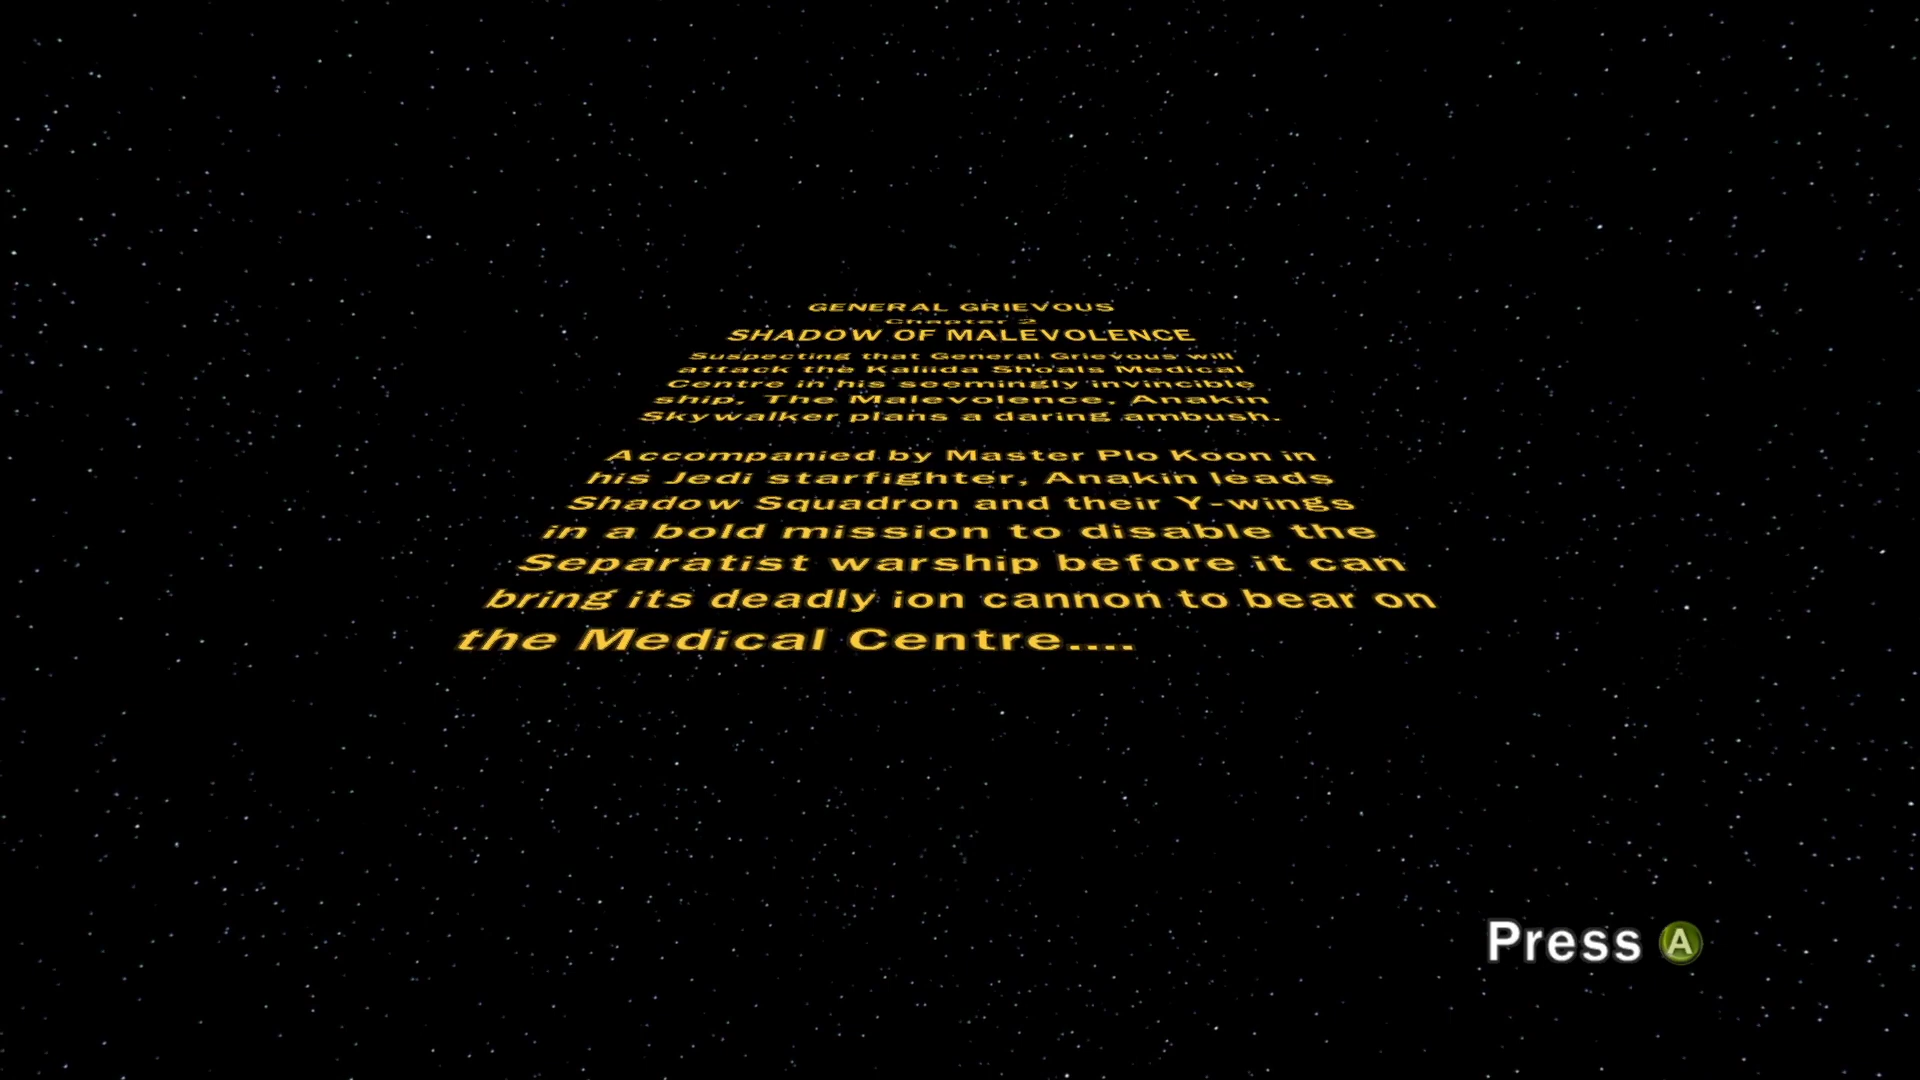 GENERAL GRIEVOUS
Chapter 2
SHADOW OF MALEVOLENCE
Suspecting that General Grievous will
attack the Kaliida Shoals Medical
Centre in his seemingly invincible
ship, The Malevolence, Anakin
Skywalker plans a daring ambush.
Accompanied by Master Plo Koon in
his Jedi starfighter, Anakin leads
Shadow Squadron and their Y-wings
in a bold mission to disable the
Separatist warship before it can
bring its deadly ion cannon to bear on
the Medical Centre....
Press A